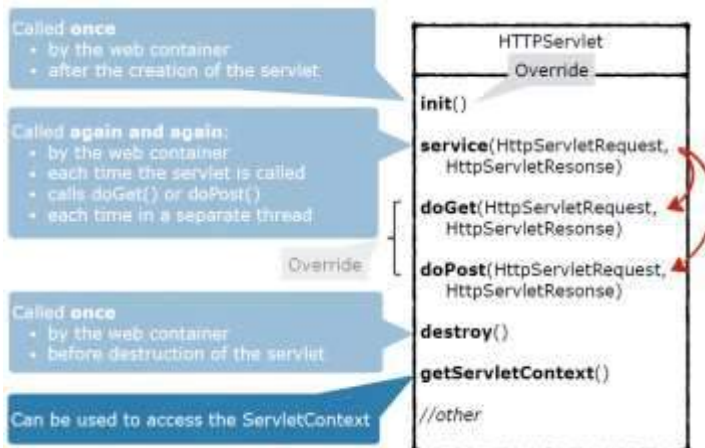 Called once
• by the web container
• after the creation of the servlet
Called again and again:
• by the web container
• each time the servlet is called
• calls doGet() or doPost()
• each time in a separate thread
Override
Called once
• by the web container
• before destruction of the servlet
Can be used to access the ServletContext
HTTPServlet
Override
init()
service(HttpServletRequest,
HttpServletResonse)
doGet(HttpServletRequest,
HttpServletResonse)
doPost(HttpServletRequest,
HttpServletResonse)
destroy()
getServletContext()
//other